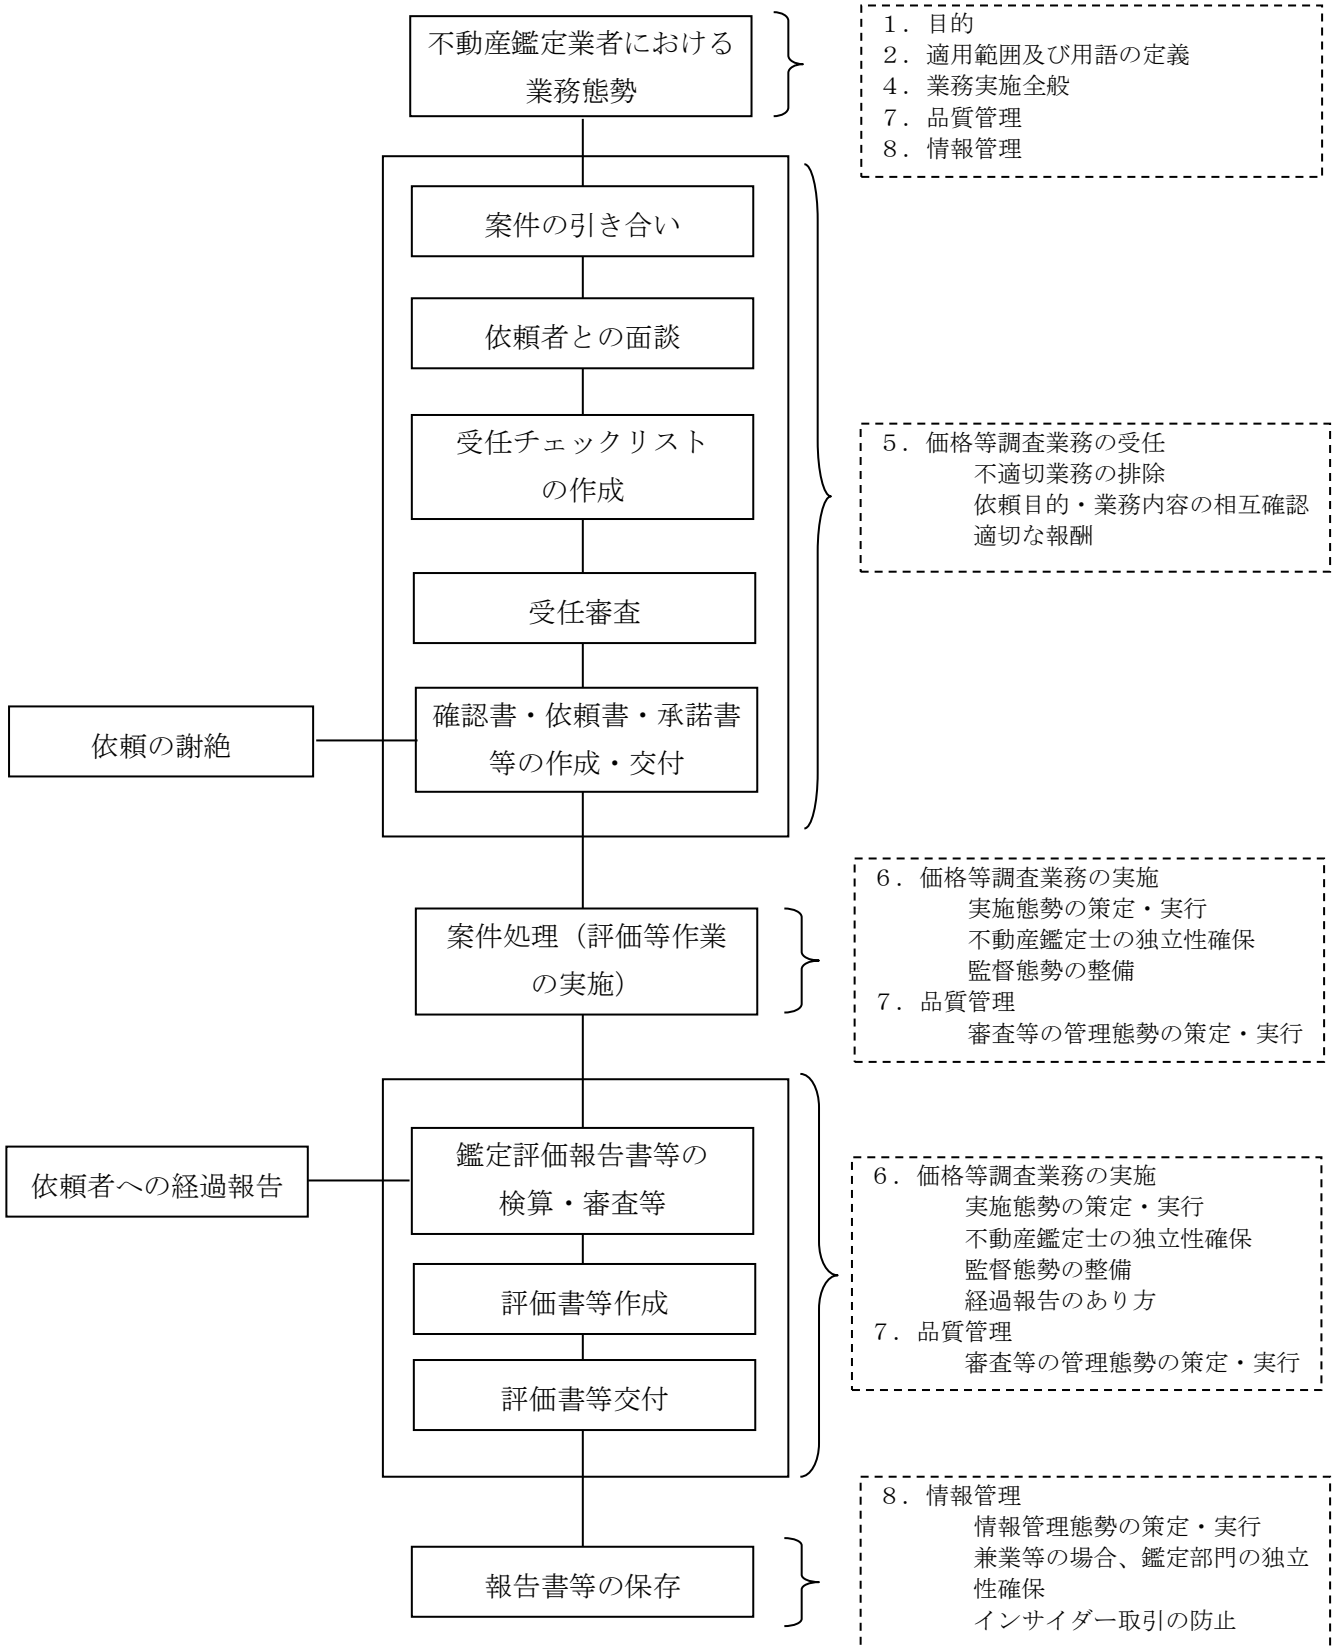 不動産鑑定業者における
業務態勢
１．目的
２．適用範囲及び用語の定義
４．業務実施全般
７．品質管理
８．情報管理
案件の引き合い
依頼者との面談
受任チェックリスト
の作成
受任審査
確認書・依頼書・承諾書
等の作成・交付
依頼の謝絶
５．価格等調査業務の受任
不適切業務の排除
依頼目的・業務内容の相互確認
適切な報酬
案件処理（評価等作業
の実施）
６．価格等調査業務の実施
実施態勢の策定・実行
不動産鑑定士の独立性確保
監督態勢の整備
７．品質管理
審査等の管理態勢の策定・実行
依頼者への経過報告
鑑定評価報告書等の
検算・審査等
評価書等作成
評価書等交付
６．価格等調査業務の実施
実施態勢の策定・実行
不動産鑑定士の独立性確保
監督態勢の整備
経過報告のあり方
７．品質管理
審査等の管理態勢の策定・実行
報告書等の保存
８．情報管理
情報管理態勢の策定・実行
兼業等の場合、鑑定部門の独立
性確保
インサイダー取引の防止